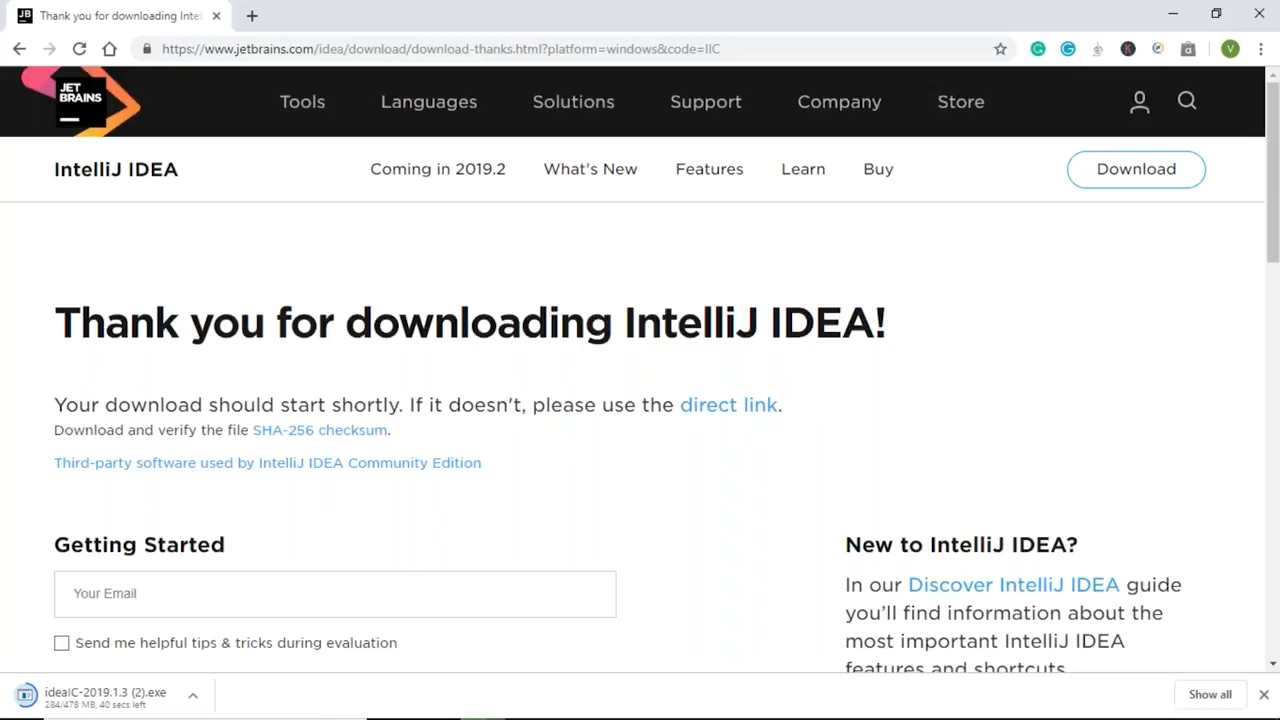 Thank you for downloading Intel
https://www.jetbrains.com/idea/download/download-thanks.html?platform=windows&code=IIC
V
JET
BRAINS
Tools Languages Solutions Support Company Store
IntelliJ IDEA Coming in 2019.2 What's New Features Learn Buy Download
Thank you for downloading IntelliJ IDEA!
Your download should start shortly. If it doesn't, please use the direct link.
Download and verify the file SHA-256 checksum.
Third-party software used by IntelliJ IDEA Community Edition
Getting Started
Your Email
Send me helpful tips & tricks during evaluation
New to IntelliJ IDEA?
In our Discover IntelliJ IDEA guide
you’ll find information about the
most important IntelliJ IDEA
features and shortcuts
ideaIC-2019.1.3 (2).exe
284/478 MB, 40 secs left
Show all